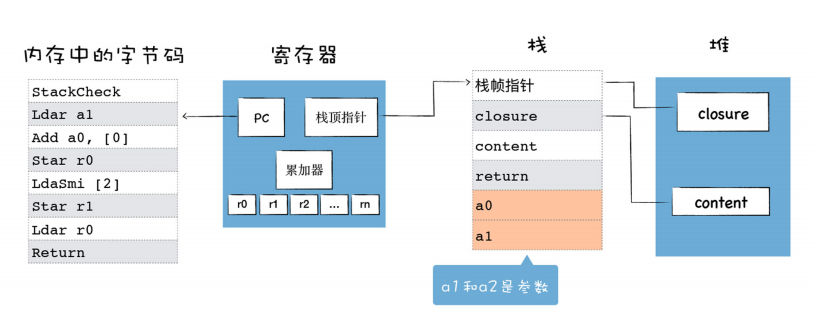 内存中的字节码
StackCheck
Ldar a1
Add a0, [0]
Star r0
LdaSmi [2]
Star r1
Ldar r0
Return
寄存器
PC
栈顶指针
累加器
r0
r1
r2
...
rn
栈
栈帧指针
closure
content
return
a0
a1
a1和a2是参数
堆
closure
content